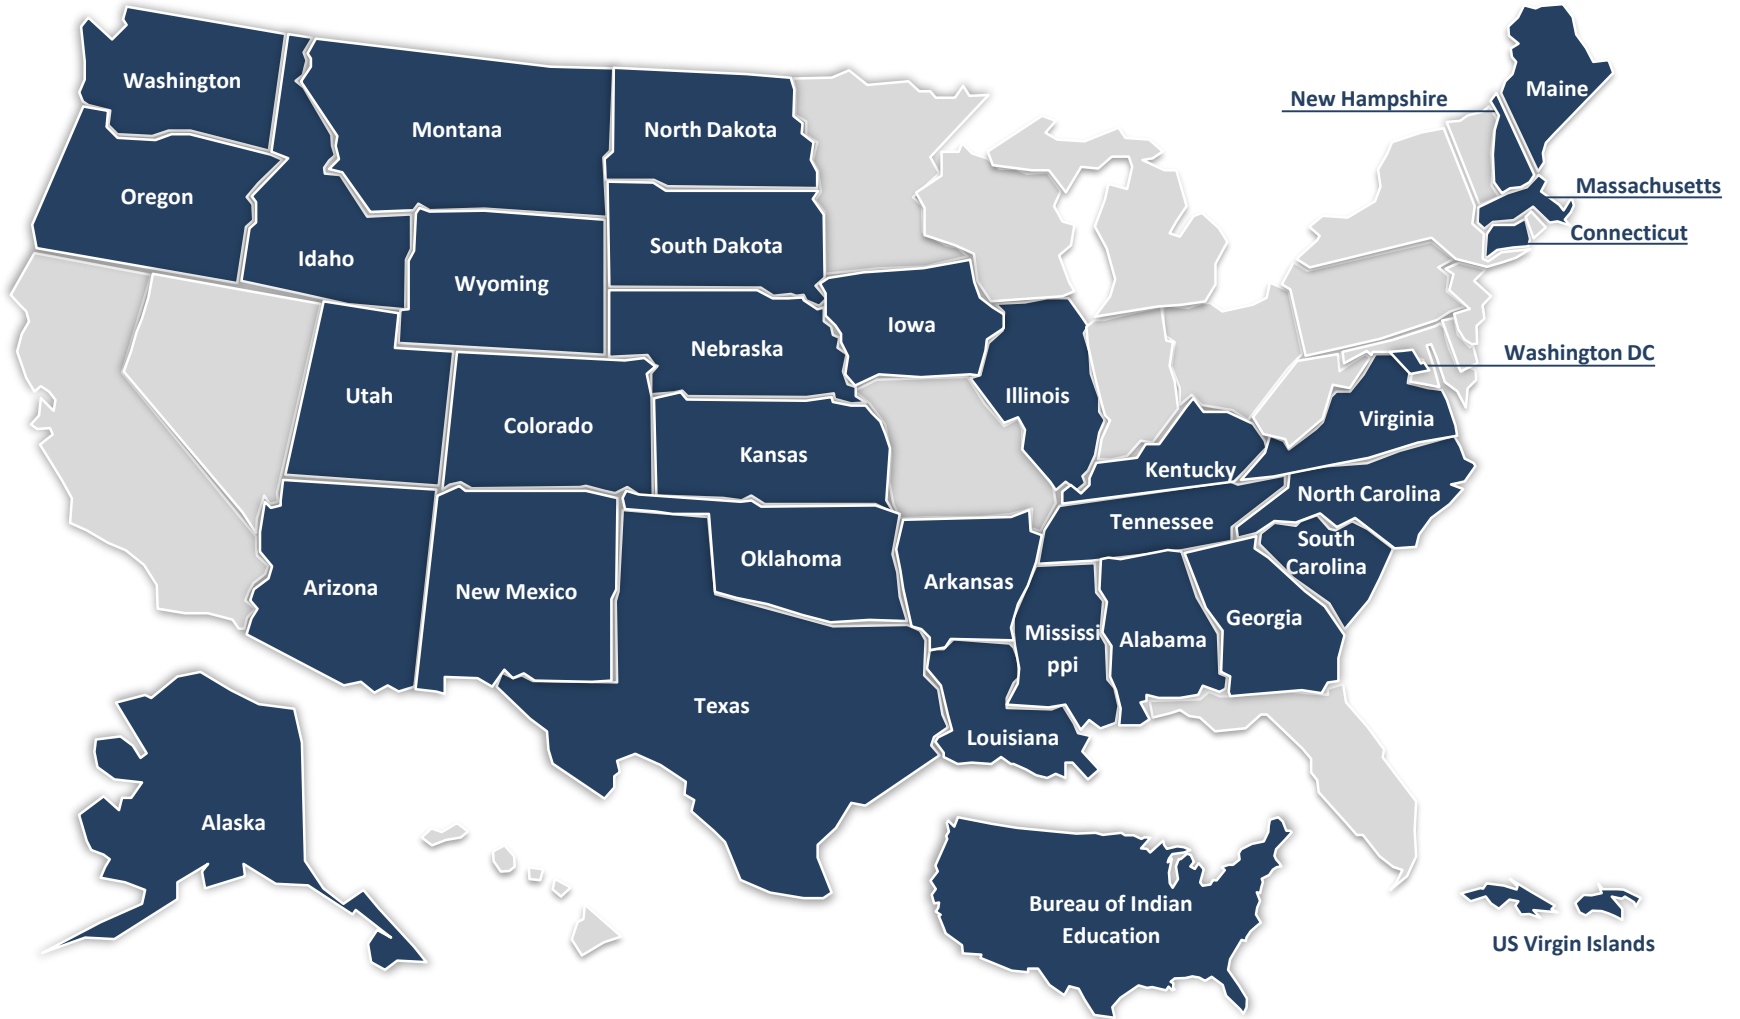 Washington
Montana
North Dakota
New Hampshire
Maine
Oregon
Idaho
Wyoming
South Dakota
Massachusetts
Connecticut
Nebraska
Iowa
Washington DC
Utah
Colorado
Kansas
Illinois
Virginia
Kentucky
North Carolina
Tennessee
South
Carolina
Arizona
New Mexico
Oklahoma
Arkansas
Mississi
ppi
Alabama
Georgia
Texas
Louisiana
Alaska
Bureau of Indian
Education
US Virgin Islands